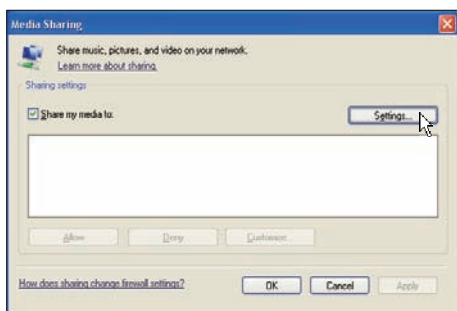 Media Sharing
Share music, pictures, and video on your network.
Learn more about sharing.
Sharing settings
Share my media to:
Settings...
Allow
Deny
Customize...
How does sharing change firewall settings?
OK
Cancel
Apply